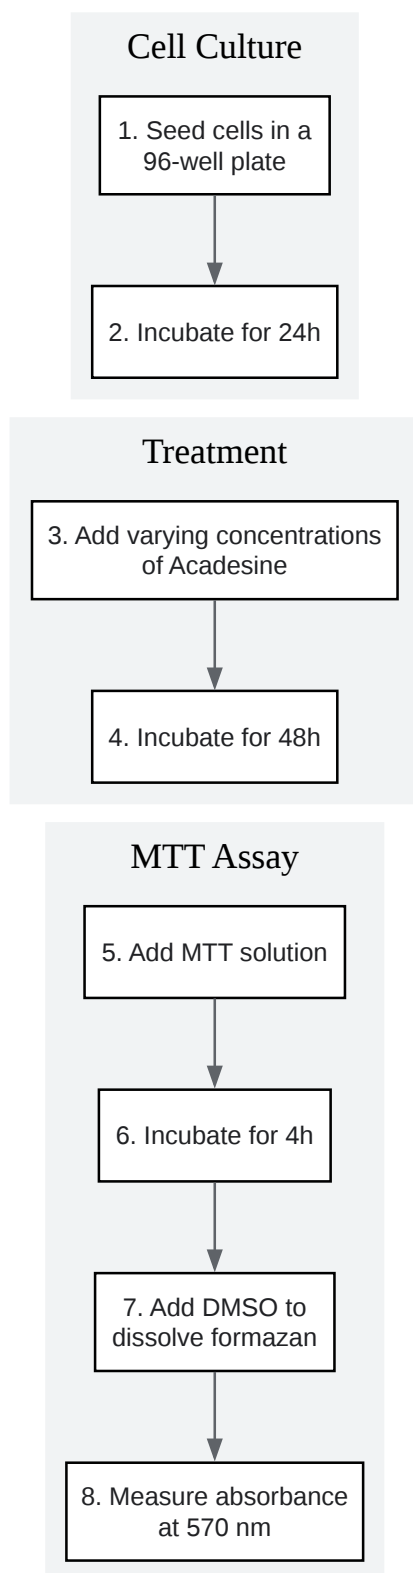 Cell Culture
1. Seed cells in a
96-well plate
2. Incubate for 24h
Treatment
3. Add varying concentrations
of Acadesine
4. Incubate for 48h
MTT Assay
5. Add MTT solution
6. Incubate for 4h
7. Add DMSO to
dissolve formazan
8. Measure absorbance
at 570 nm